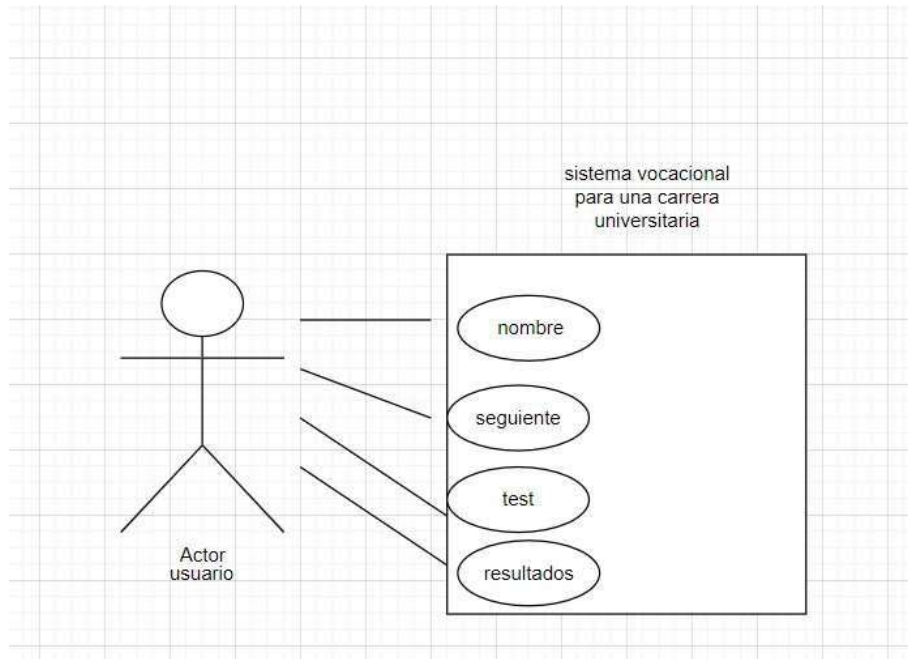 sistema vocacional
para una carrera
universitaria
nombre
seguiente
test
resultados
Actor
usuario